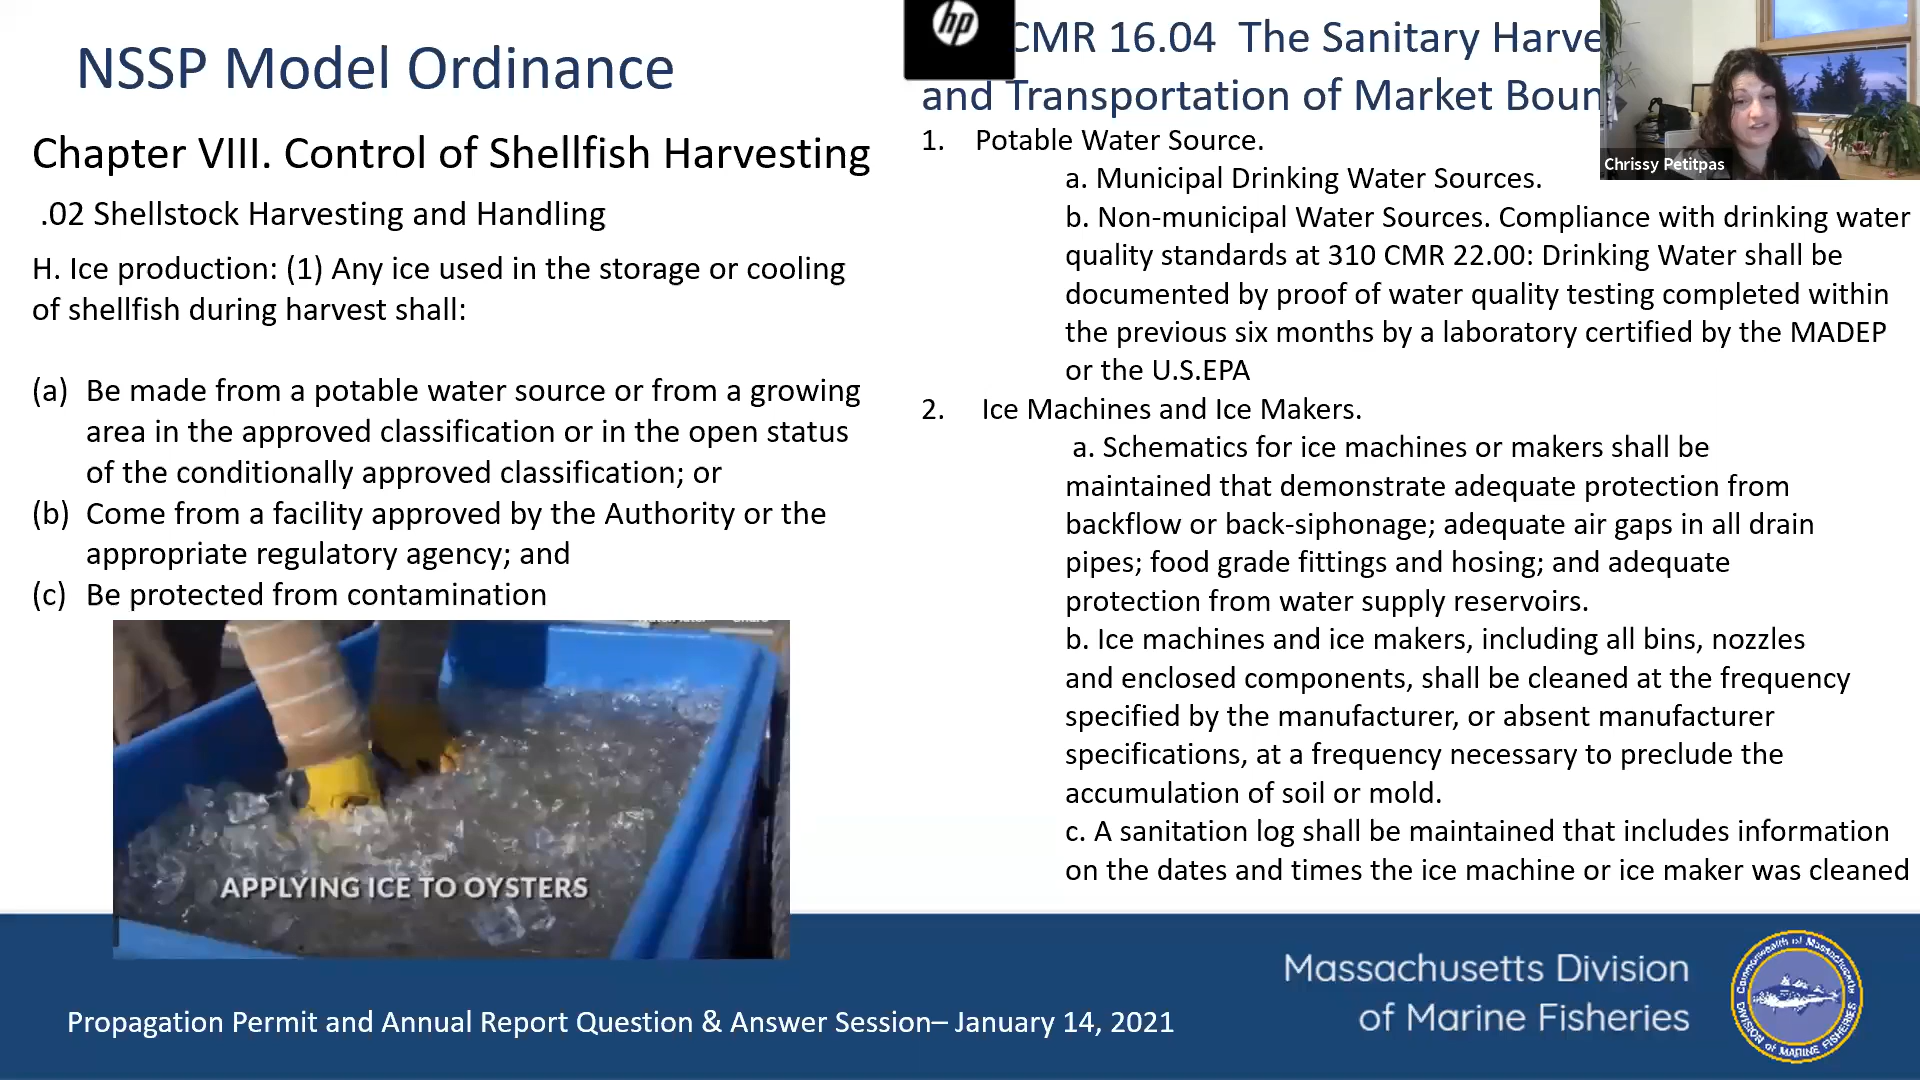 NSSP Model Ordinance
Chapter VIII. Control of Shellfish Harvesting
.02 Shellstock Harvesting and Handling
H. Ice production: (1) Any ice used in the storage or cooling
of shellfish during harvest shall:
(a) Be made from a potable water source or from a growing
area in the approved classification or in the open status
of the conditionally approved classification; or
(b) Come from a facility approved by the Authority or the
appropriate regulatory agency; and
(c) Be protected from contamination
APPLYING ICE TO OYSTERS
hp
CMR 16.04 The Sanitary Harve
and Transportation of Market Boun
Chrissy Petitpas
1. Potable Water Source.
a. Municipal Drinking Water Sources.
b. Non-municipal Water Sources. Compliance with drinking water
quality standards at 310 CMR 22.00: Drinking Water shall be
documented by proof of water quality testing completed within
the previous six months by a laboratory certified by the MADEP
or the U.S.EPA
2. Ice Machines and Ice Makers.
a. Schematics for ice machines or makers shall be
maintained that demonstrate adequate protection from
backflow or back-siphonage; adequate air gaps in all drain
pipes; food grade fittings and hosing; and adequate
protection from water supply reservoirs.
b. Ice machines and ice makers, including all bins, nozzles
and enclosed components, shall be cleaned at the frequency
specified by the manufacturer, or absent manufacturer
specifications, at a frequency necessary to preclude the
accumulation of soil or mold.
c. A sanitation log shall be maintained that includes information
on the dates and times the ice machine or ice maker was cleaned
Propagation Permit and Annual Report Question & Answer Session– January 14, 2021
Massachusetts Division
of Marine Fisheries
Commonwealth of Massachusetts
DIVISION of MARINE FISHERIES